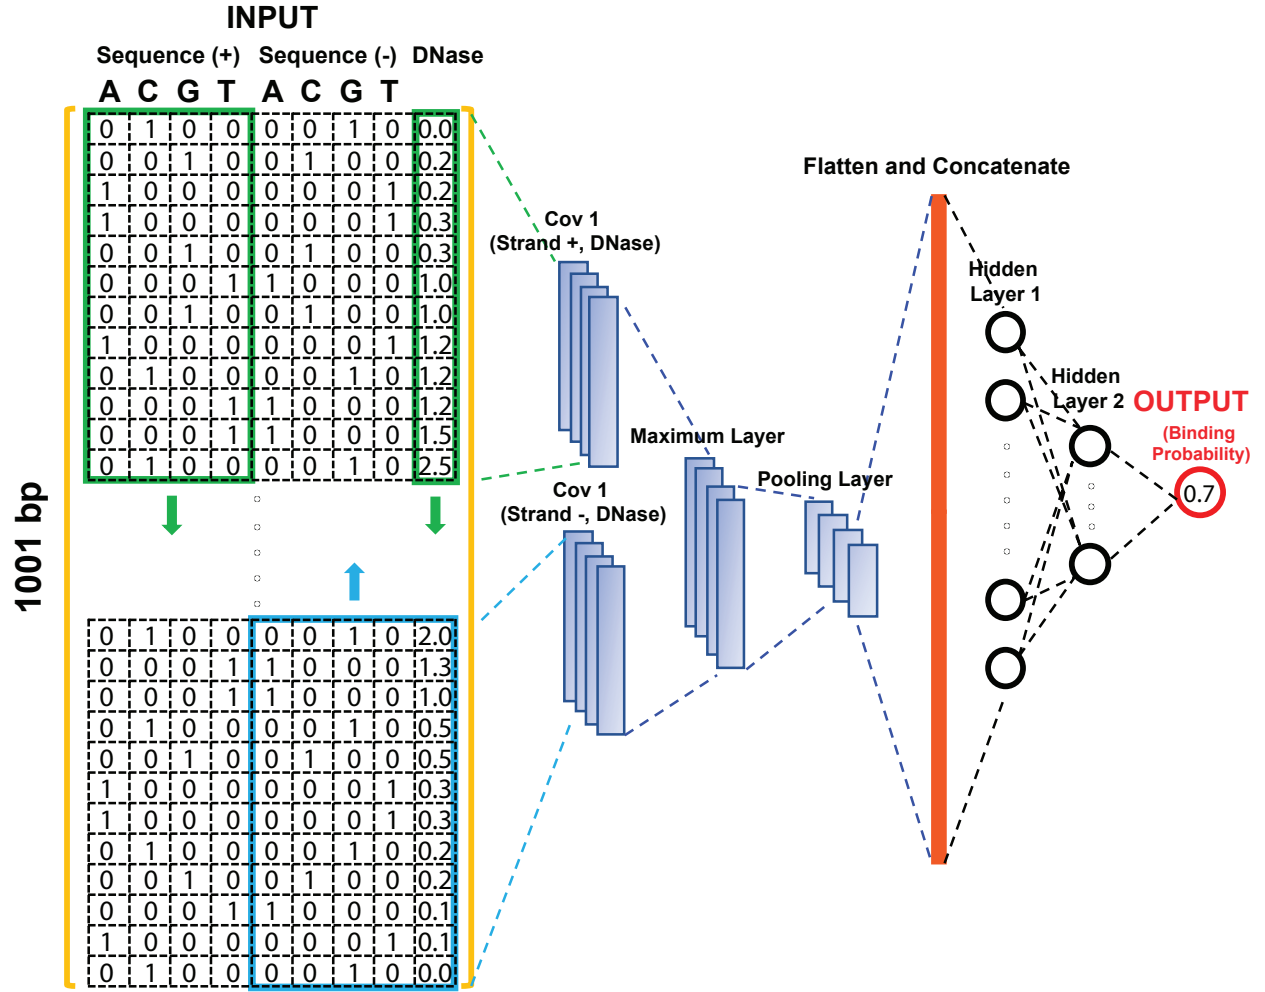 INPUT
Sequence (+) Sequence (-) DNase
A C G T A C G T
0 1 0 0 0 0 1 0 0.0
0 0 1 0 0 1 0 0 0.2
1 0 0 0 0 0 0 1 0.2
1 0 0 0 0 0 0 1 0.3
0 0 1 0 0 1 0 0 0.3
0 0 0 1 1 0 0 0 1.0
0 0 1 0 0 1 0 0 1.0
1 0 0 0 0 0 0 1 1.2
0 1 0 0 0 0 1 0 1.2
0 0 0 1 1 0 0 0 1.2
0 0 0 1 1 0 0 0 1.5
0 1 0 0 0 0 1 0 2.5
1001 bp
0 1 0 0 0 0 1 0 2.0
0 0 0 1 1 0 0 0 1.3
0 0 0 1 1 0 0 0 1.0
0 1 0 0 0 0 1 0 0.5
0 0 1 0 0 1 0 0 0.5
1 0 0 0 0 0 0 1 0.3
1 0 0 0 0 0 0 1 0.3
0 1 0 0 0 0 1 0 0.2
0 0 1 0 0 1 0 0 0.2
0 0 0 1 1 0 0 0 0.1
1 0 0 0 0 0 0 1 0.1
0 1 0 0 0 0 1 0 0.0
Cov 1
(Strand +, DNase)
Cov 1
(Strand -, DNase)
Maximum Layer
Pooling Layer
Flatten and Concatenate
Hidden
Layer 1
Hidden
Layer 2
OUTPUT
(Binding
Probability)
0.7